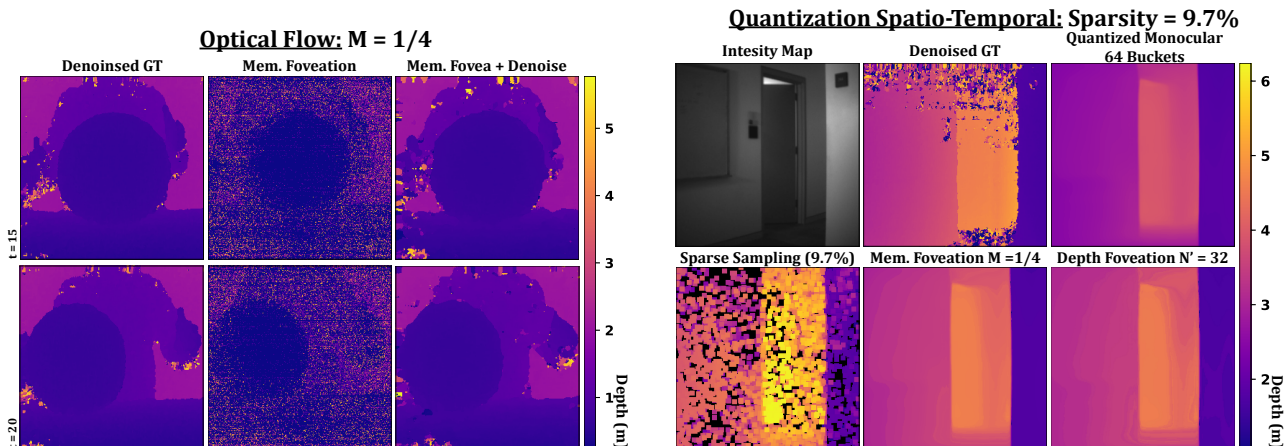 Optical Flow: M = 1/4
Denoinsed GT
Mem. Foveation
Mem. Fovea + Denoise
t = 15
5
4
3
2
1
Depth (m)
Quantization Spatio-Temporal: Sparsity = 9.7%
Intesity Map
Denoised GT
Quantized Monocular
64 Buckets
Sparse Sampling (9.7%)
Mem. Foveation M =1/4
Depth Foveation N' = 32
6
5
4
3
2
Depth (m)